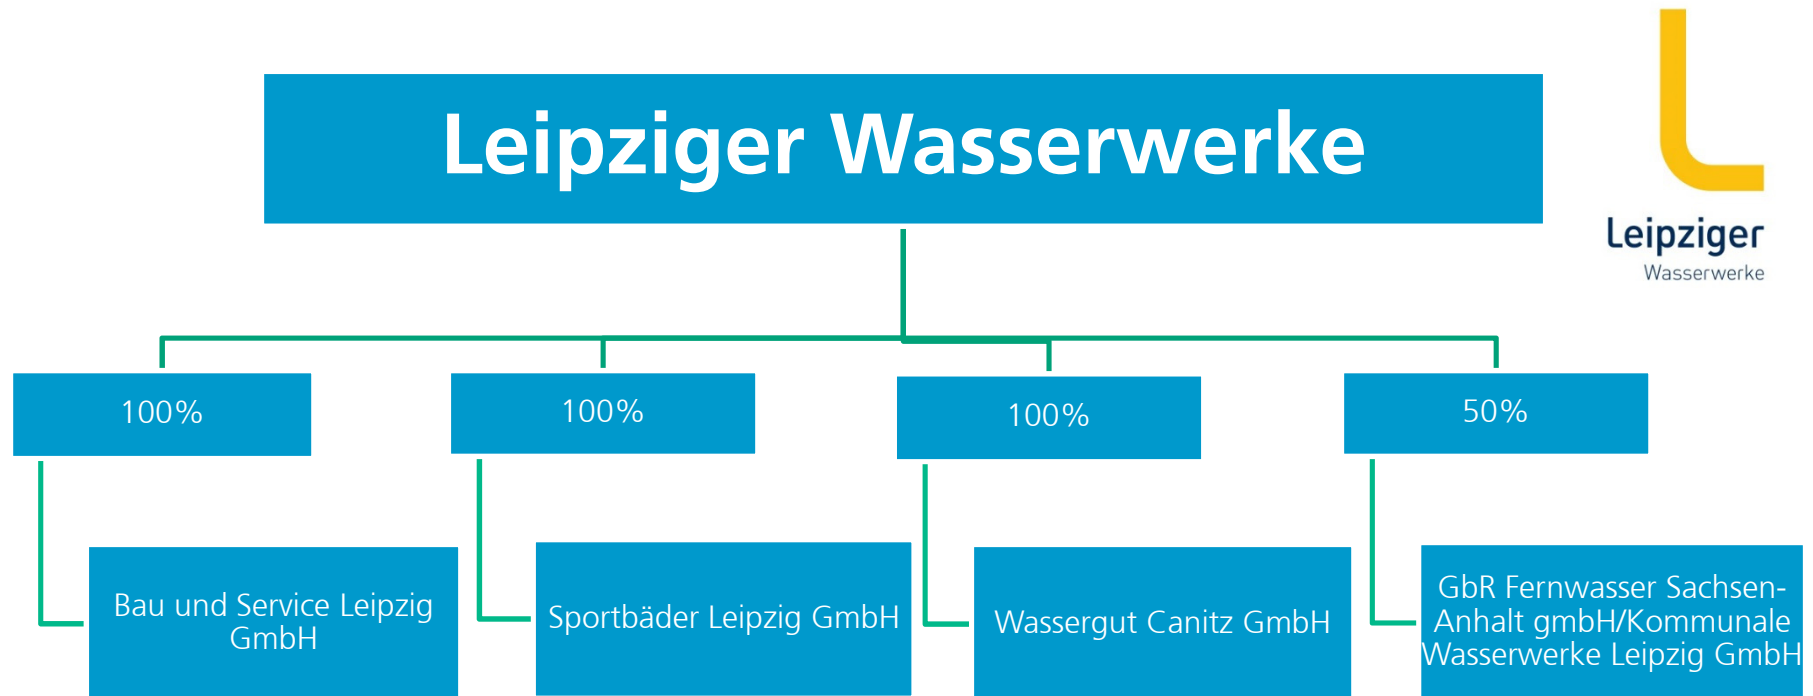 Leipziger Wasserwerke
Leipziger
Wasserwerke
100%
100%
100%
50%
Bau und Service Leipzig
GmbH
Sportbäder Leipzig GmbH
Wassergut Canitz GmbH
GbR Fernwasser Sachsen-
Anhalt gmbH/Kommunale
Wasserwerke Leipzig GmbH